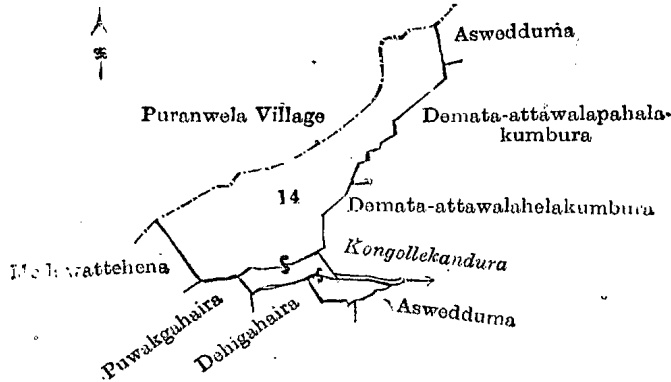 Aswedduma
Puranwela Village
Demata-attawalapahala-
kumbura
14
Demata-attawalahelakumbura
Kongollekandura
Puwakgahaira
Dehigahaira
Aswedduma